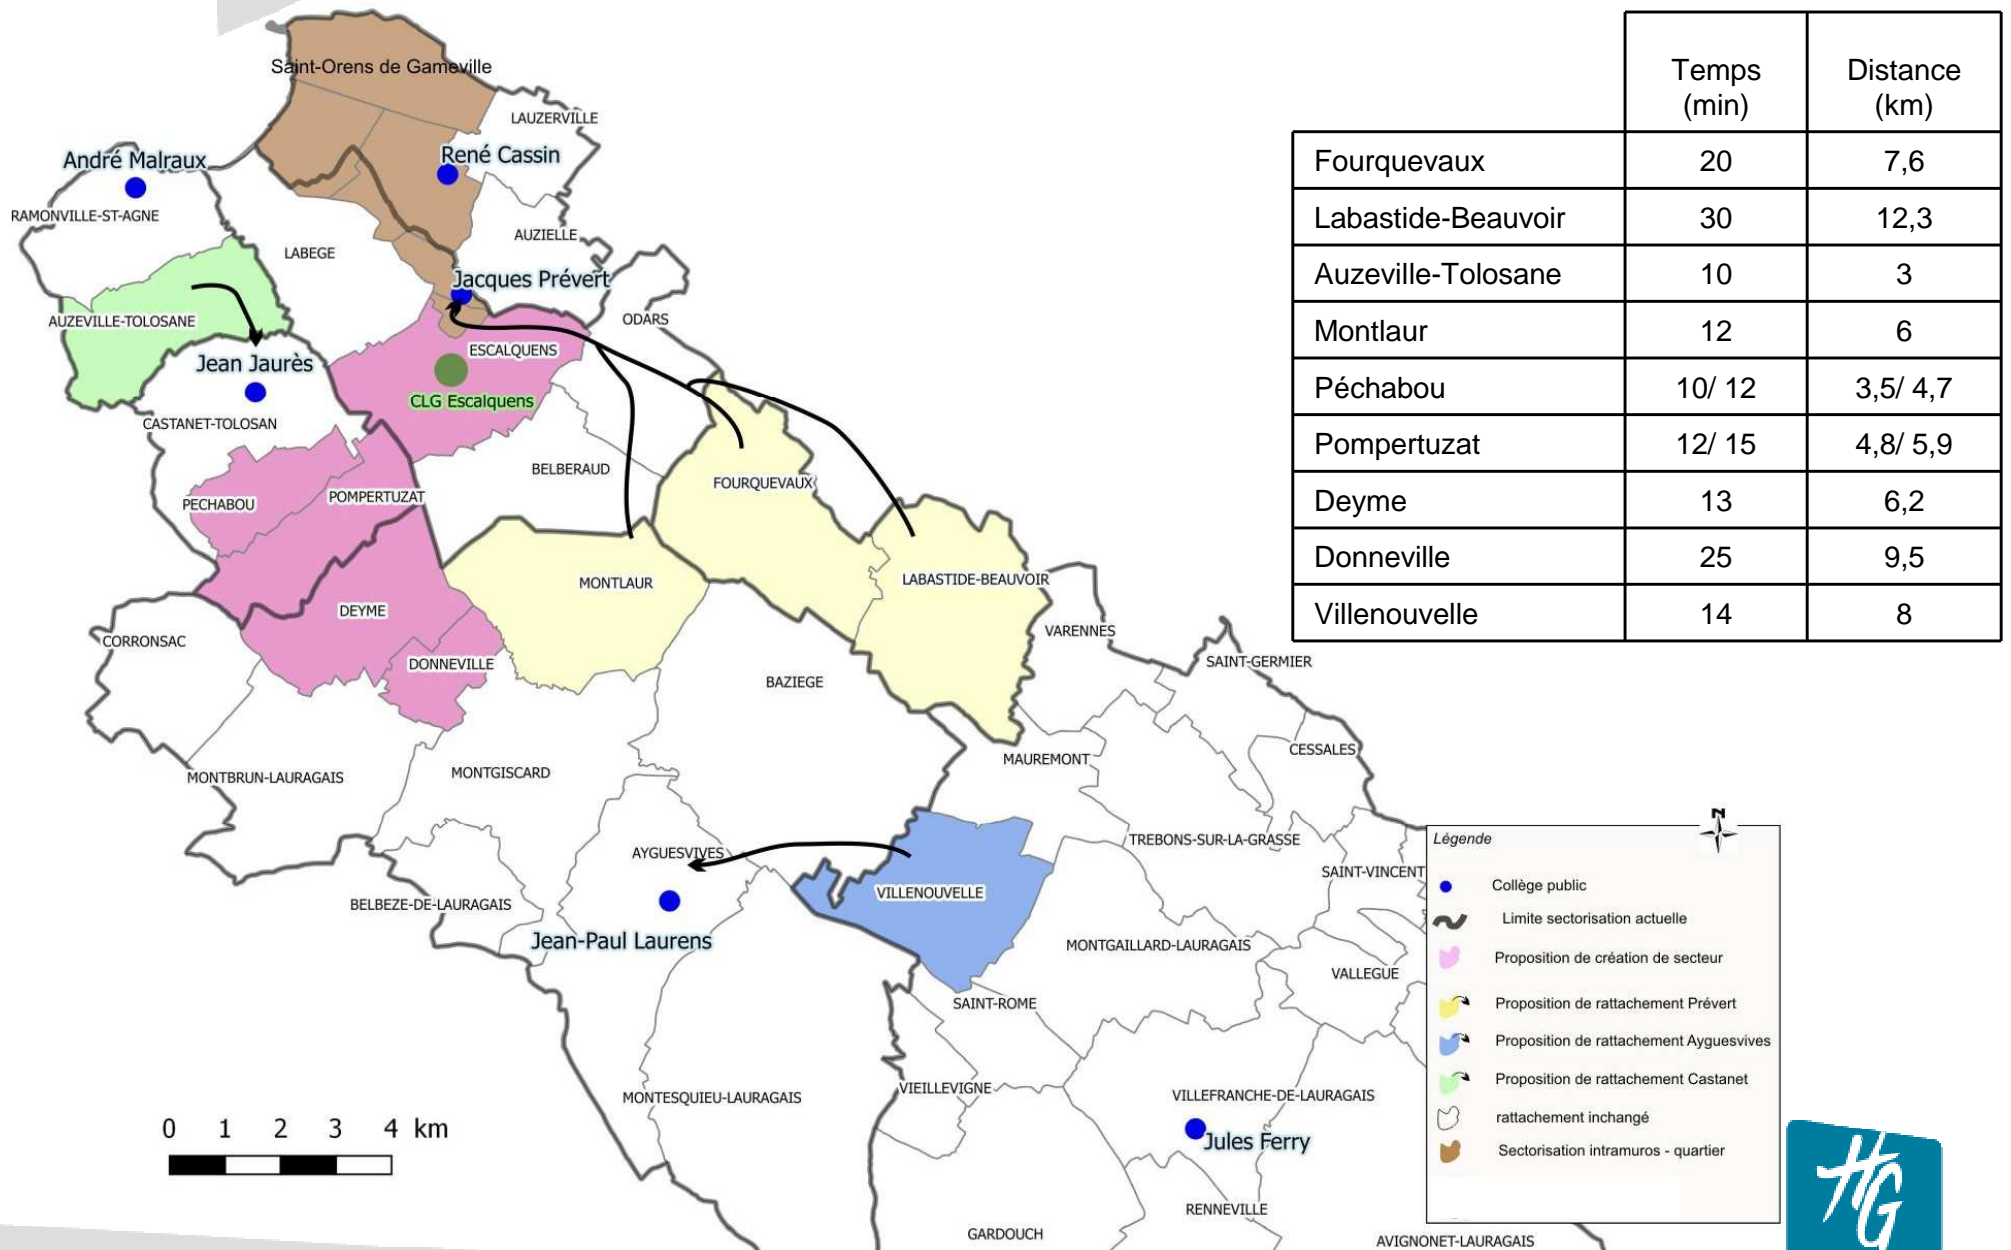 Temps
(min)
Distance
(km)
Fourquevaux 20 7,6
Labastide-Beauvoir 30 12,3
Auzeville-Tolosane 10 3
Montlaur 12 6
Péchabou 10/ 12 3,5/ 4,7
Pompertuzat 12/ 15 4,8/ 5,9
Deyme 13 6,2
Donneville 25 9,5
Villenouvelle 14 8
Saint-Orens de Gameville
LAUZERVILLE
André Malraux
René Cassin
RAMONVILLE-ST-AGNE
AUZIELLE
LABEGE
Jacques Prévert
AUZEVILLE-TOLOSANE
ODARS
ESCALQUENS
Jean Jaurès
CLG Escalquens
CASTANET-TOLOSAN
BELBERAUD
FOURQUEVAUX
PECHABOU
POMPERTUZAT
MONTLAUR
LABASTIDE-BEAUVOIR
DEYME
VARENNES
CORRONSAC
DONNEVILLE
SAINT-GERMIER
BAZIEGE
CESSALES
MAUREMONT
MONTBRUN-LAURAGAIS
MONTGISCARD
TREBONS-SUR-LA-GRASSE
AYGUESVIVES
SAINT-VINCENT
VILLENOUVELLE
BELBEZE-DE-LAURAGAIS
Jean-Paul Laurens
MONTGAILLARD-LAURAGAIS
VALLEGUE
SAINT-ROME
VIEILLEVIGNE
MONTESQUIEU-LAURAGAIS
VILLEFRANCHE-DE-LAURAGAIS
Jules Ferry
RENNEVILLE
GARDOUCH
AVIGNONET-LAURAGAIS
0 1 2 3 4 km
N
Légende
Collège public
Limite sectorisation actuelle
Proposition de création de secteur
Proposition de rattachement Prévert
Proposition de rattachement Ayguesvives
Proposition de rattachement Castanet
rattachement inchangé
Sectorisation intramuros - quartier
HG